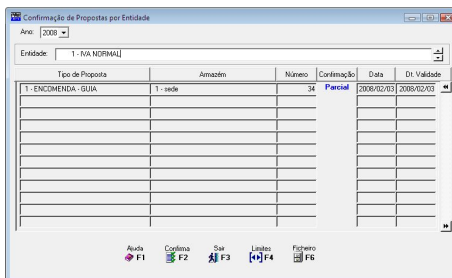 Confirmação de Propostas por Entidade
Ano: 2008
Entidade: 1 - IVA NORMAL
Tipo de Proposta Armazém Número Confirmação Data Dt. Validade
1 - ENCOMENDA - GUIA 1 - sede 34 Parcial 2008/02/03 2008/02/03
Ajuda Confirma Sair Limites Ficheiro
F1 F2 F3 F4 F6